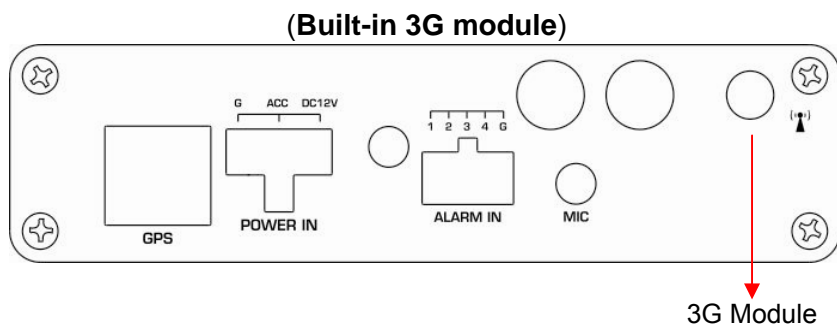 (Built-in 3G module)
G ACC DC12V
1 2 3 4 G
GPS
POWER IN
ALARM IN
MIC
3G Module